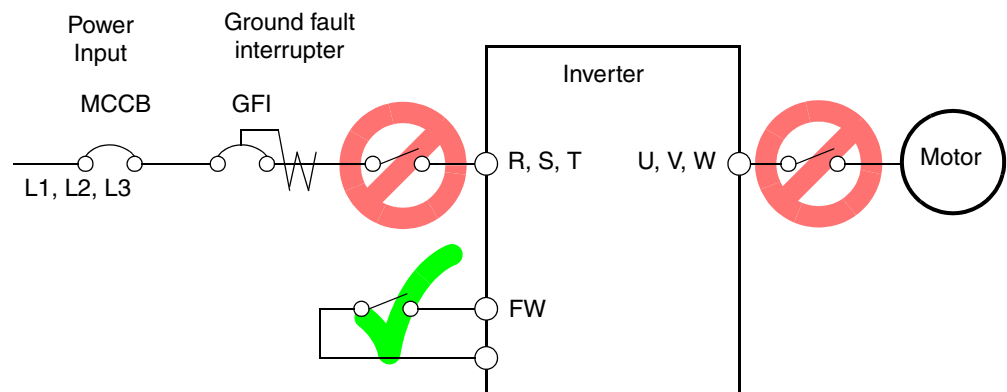 Power
Input
Ground fault
interrupter
Inverter
MCCB
GFI
L1, L2, L3
R, S, T
U, V, W
Motor
FW